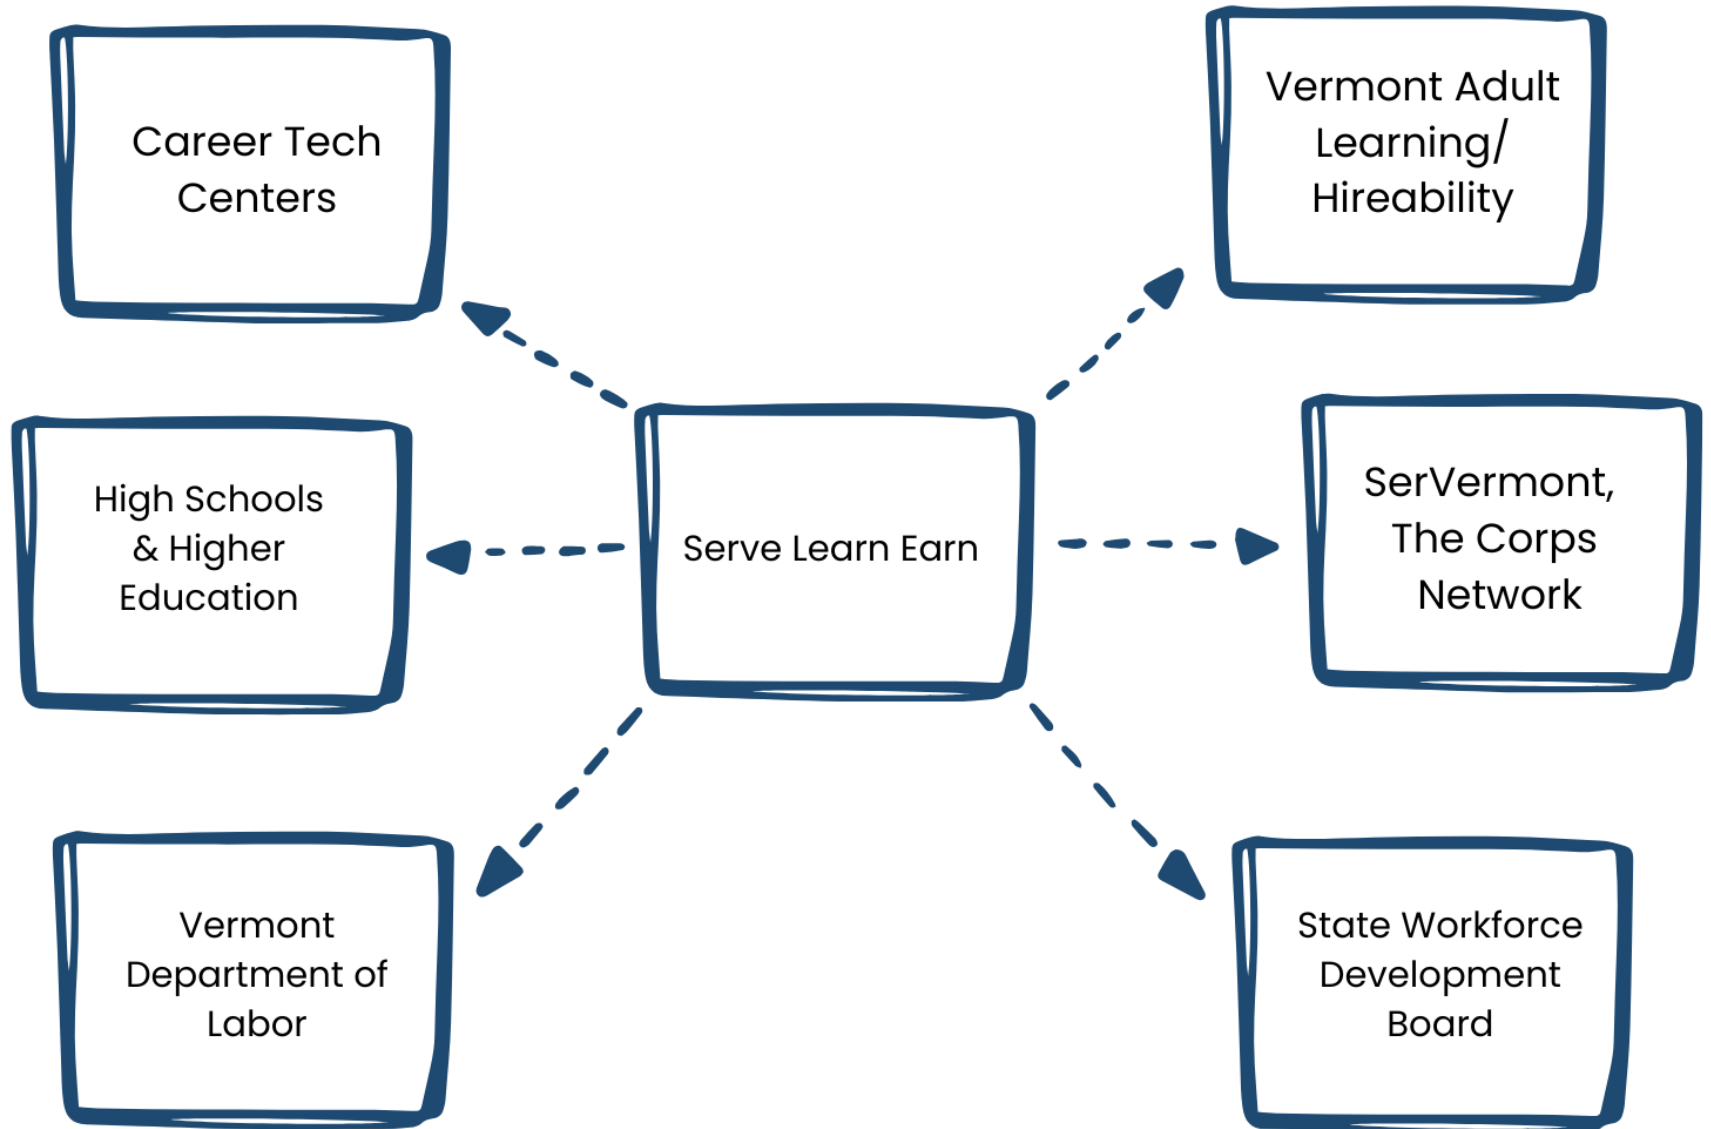 Career Tech
Centers
Vermont Adult
Learning/
Hireability
High Schools
& Higher
Education
Serve Learn Earn
SerVermont,
The Corps
Network
Vermont
Department of
Labor
State Workforce
Development
Board